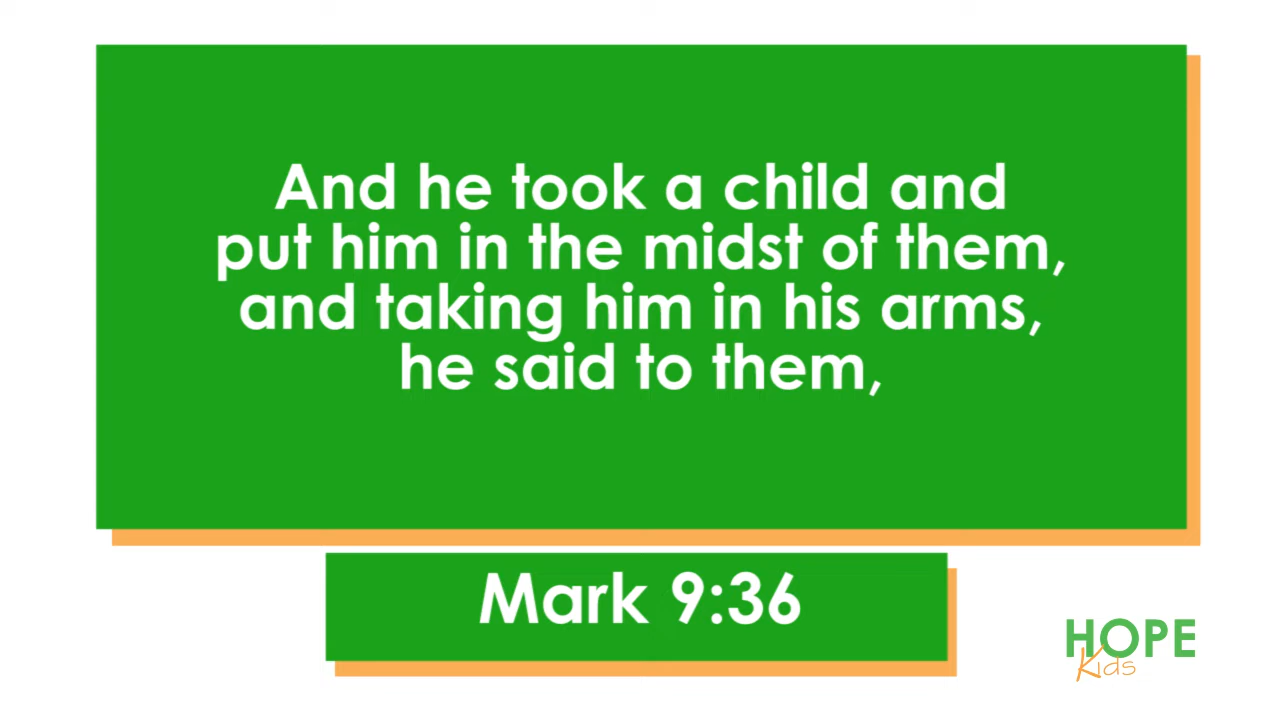 And he took a child and
put him in the midst of them,
and taking him in his arms,
he said to them,
Mark 9:36
HOPE
Kids